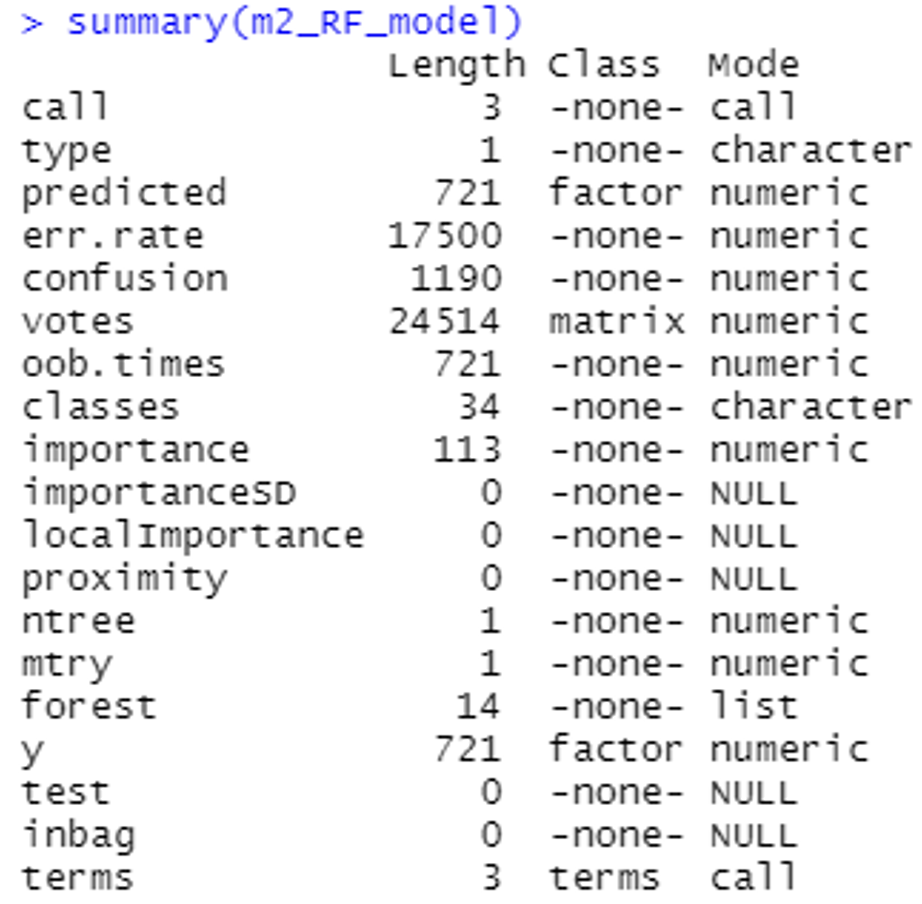 > summary(m2_RF_model)
                Length Class  Mode
call                3  -none- call
type                1  -none- character
predicted         721  factor numeric
err.rate        17500  -none- numeric
confusion        1190  -none- numeric
votes           24514  matrix numeric
oob.times         721  -none- numeric
classes            34  -none- character
importance        113  -none- numeric
importanceSD        0  -none- NULL
localImportance     0  -none- NULL
proximity           0  -none- NULL
ntree               1  -none- numeric
mtry                1  -none- numeric
forest             14  -none- list
y                 721  factor numeric
test                0  -none- NULL
inbag               0  -none- NULL
terms               3  terms  call